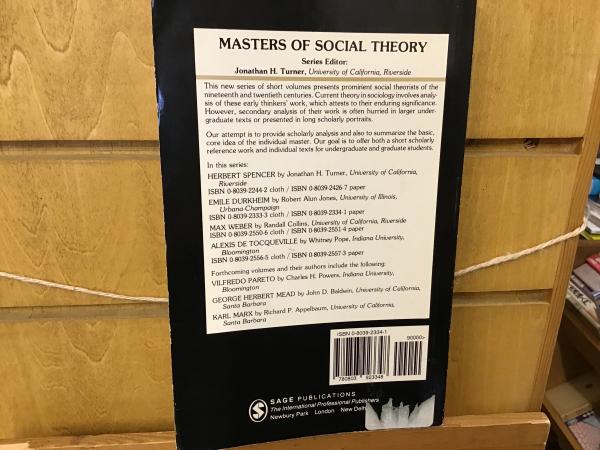 MASTERS OF SOCIAL THEORY
Series Editor:
Jonathan H. Turner, University of California, Riverside
This new series of short volumes presents prominent social theorists of the
nineteenth and twentieth centuries. Current theory in sociology involves analy-
sis of these early thinkers' work, which attests to their enduring significance.
However, secondary analysis of their work is often hurried in larger under-
graduate texts or presented in long scholarly portraits.
Our attempt is to provide scholarly analysis and also to summarize the basic,
core idea of the individual master. Our goal is to offer both a short scholarly
reference work and individual texts for undergraduate and graduate students.
In this series:
HERBERT SPENCER by Jonathan H. Turner, University of California,
Riverside
ISBN 0-8039-2244-2 cloth / ISBN 0-8039-2426-7 paper
EMILE DURKHEIM by Robert Alun Jones, University of Illinois,
Urbana-Champaign
ISBN 0-8039-2333-3 cloth / ISBN 0-8039-2334-1 paper
MAX WEBER by Randall Collins, University of California, Riverside
ISBN 0-8039-2550-6 cloth / ISBN 0-8039-2551-4 paper
ALEXIS DE TOCQUEVILLE by Whitney Pope, Indiana University,
Bloomington
ISBN 0-8039-2556-5 cloth / ISBN 0-8039-2557-3 paper
Forthcoming volumes and their authors include the following:
VILFREDO PARETO by Charles H. Powers, Indiana University,
Bloomington
GEORGE HERBERT MEAD by John D. Baldwin, University of California,
Santa Barbara
KARL MARX by Richard P. Appelbaum, University of California,
Santa Barbara
ISBN 0-8039-2334-1
90000>
9 780803 923348
S
SAGE PUBLICATIONS
The International Professional Publishers
Newbury Park London New Delhi